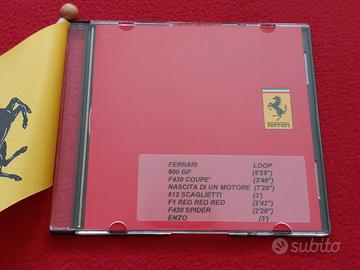 Ferrari
FERRARI LOOP
600 GP (5'20")
F430 COUPE' (3'40")
NASCITA DI UN MOTORE (7'20")
612 SCAGLIETTI (3')
F1 RED RED RED (2'42")
F430 SPIDER (2'20")
ENZO (3')
subito